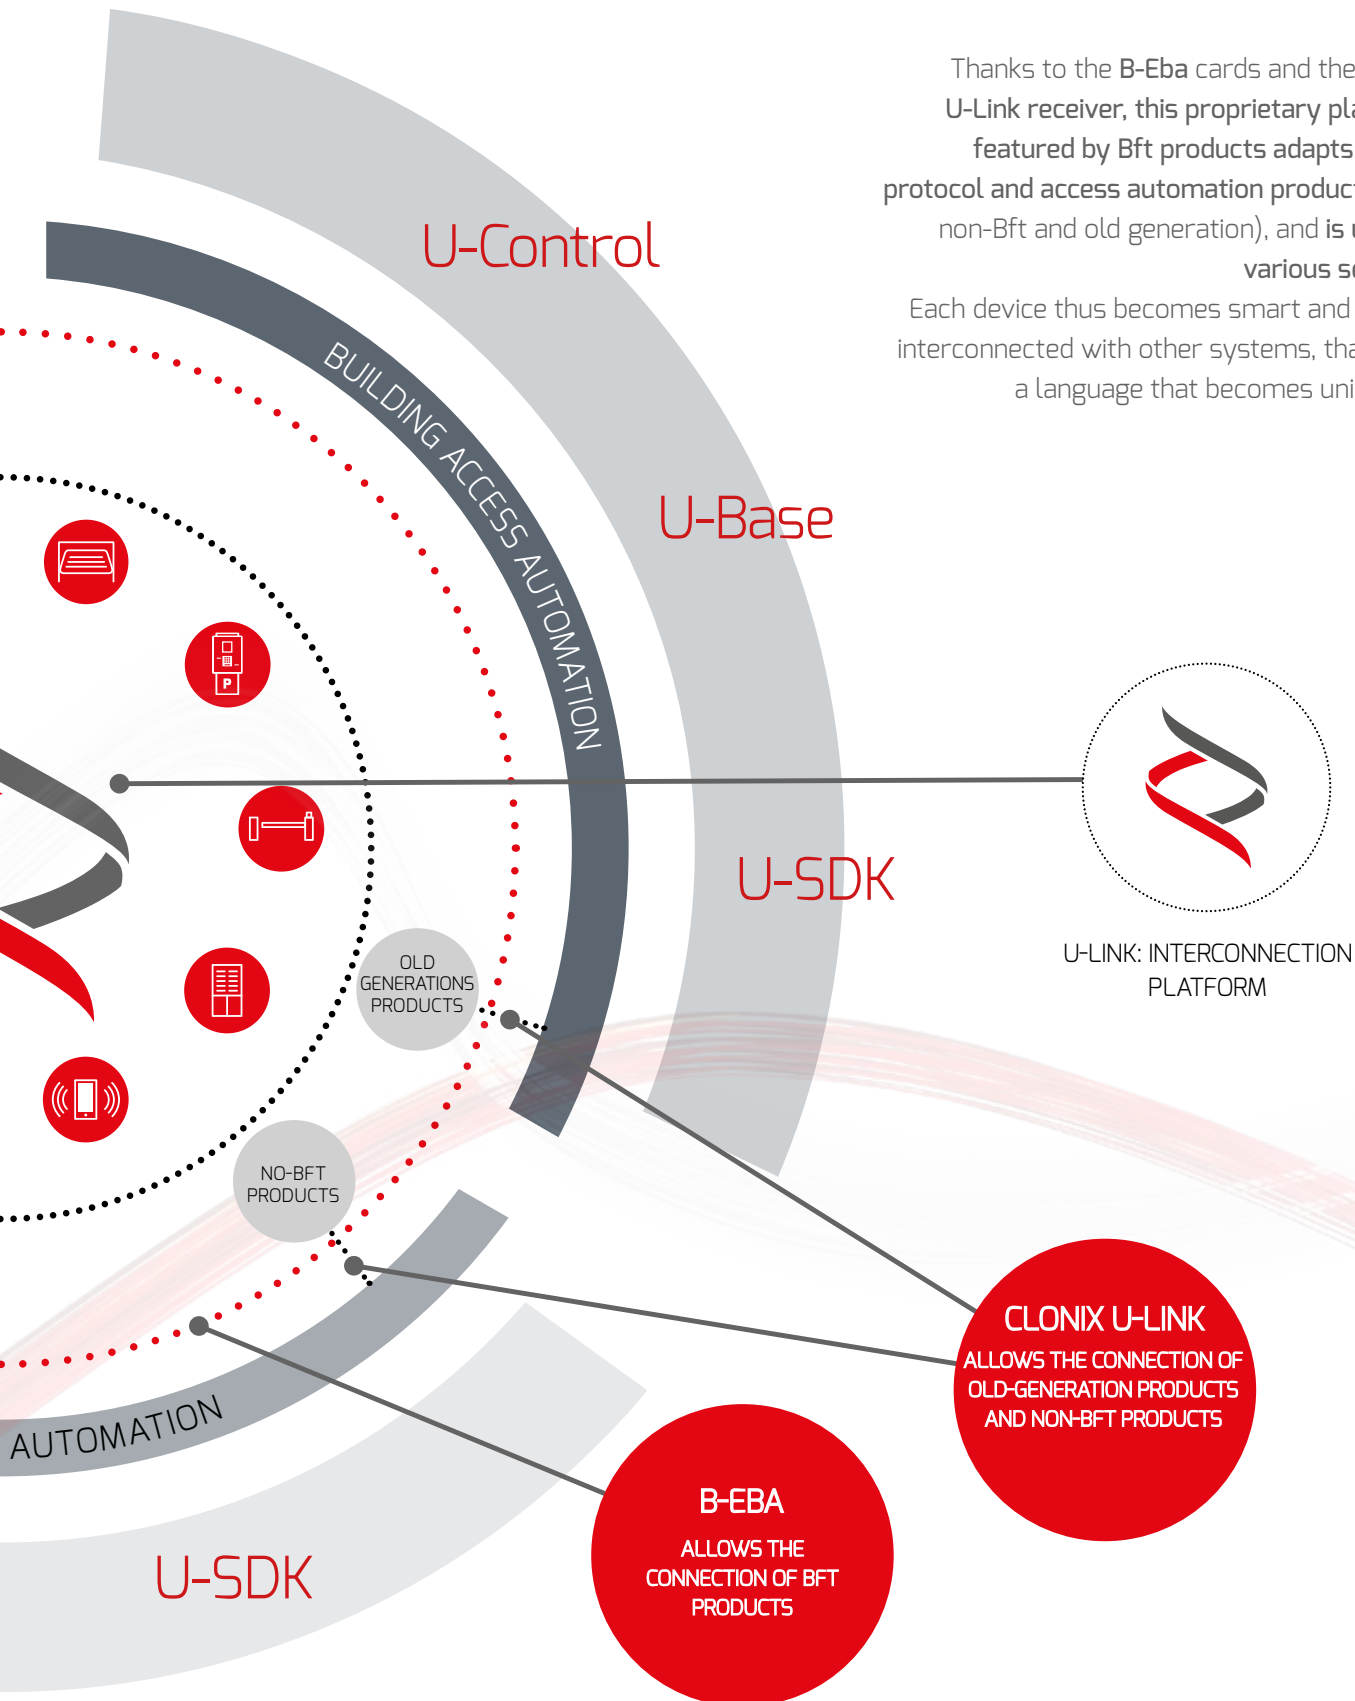 Thanks to the B-Eba cards and the
U-Link receiver, this proprietary
featured by Bft products adapts
protocol and access automation
non-Bft and old generation), and is
various
Each device thus becomes smart and
interconnected with other systems,
a language that becomes
U-Control
BUILDING ACCESS AUTOMATION
U-Base
P
U-SDK
U-LINK: INTERCONNECTION
PLATFORM
OLD
GENERATIONS
PRODUCTS
NO-BFT
PRODUCTS
CLONIX U-LINK
ALLOWS THE CONNECTION OF
OLD-GENERATION PRODUCTS
AND NON-BFT PRODUCTS
AUTOMATION
B-EBA
ALLOWS THE
CONNECTION OF BFT
PRODUCTS
U-SDK